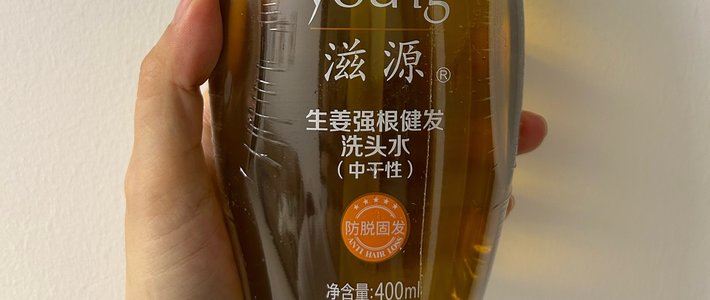 young
滋源®
生姜强根健发
洗头水
（中干性）
防脱固发
ANTI HAIR LOSS
净含量:400ml